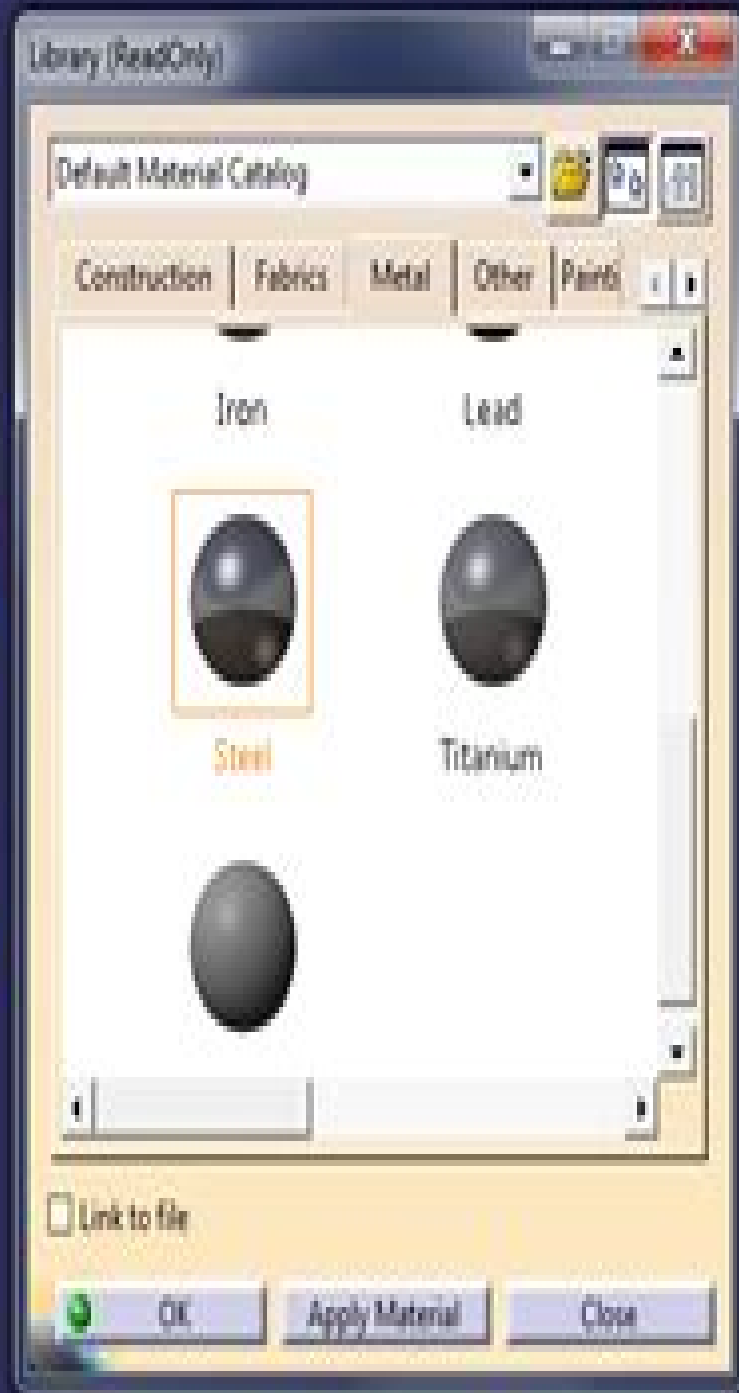 Library (ReadOnly)
X
Default Material Catalog
Construction Fabrics Metal Other Painti
Iron Lead
Steel Titanium
Link to file
OK Apply Material Close